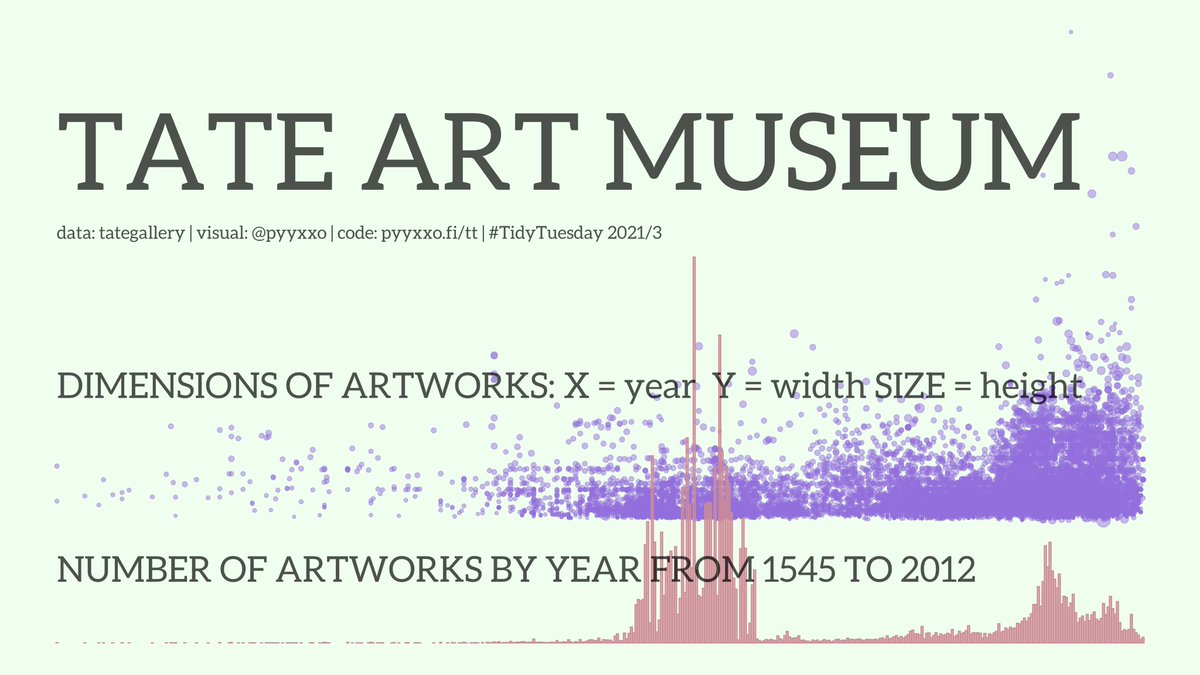 TATE ART MUSEUM
data: tategallery | visual: @pyyxxo | code: pyyxxo.fi/tt | #TidyTuesday 2021/3
DIMENSIONS OF ARTWORKS: X = year Y = width SIZE = height
NUMBER OF ARTWORKS BY YEAR FROM 1545 TO 2012